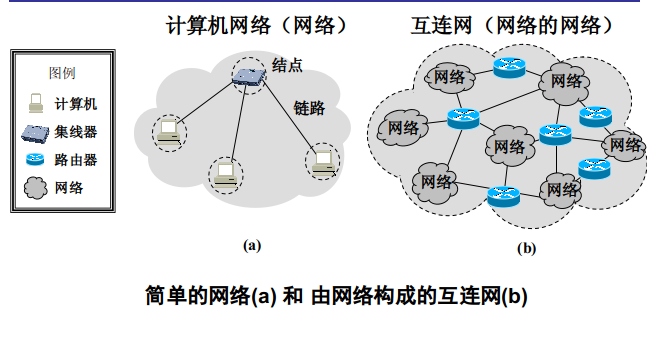 计算机网络（网络）
互连网（网络的网络）
图例
计算机
集线器
路由器
网络
结点
链路
网络
网络
网络
网络
网络
网络
网络
(a)
(b)
简单的网络(a) 和 由网络构成的互连网(b)